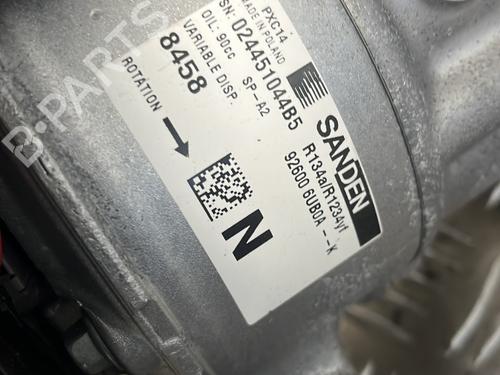 PXC14
MADE IN POLAND
SN: 024451044B5
OIL: 90cc SP-A2
VARIABLE DISP.
8458
ROTATION
N
SANDEN
R134a/R1234yf
92600 6UB0A --K
B-PARTS